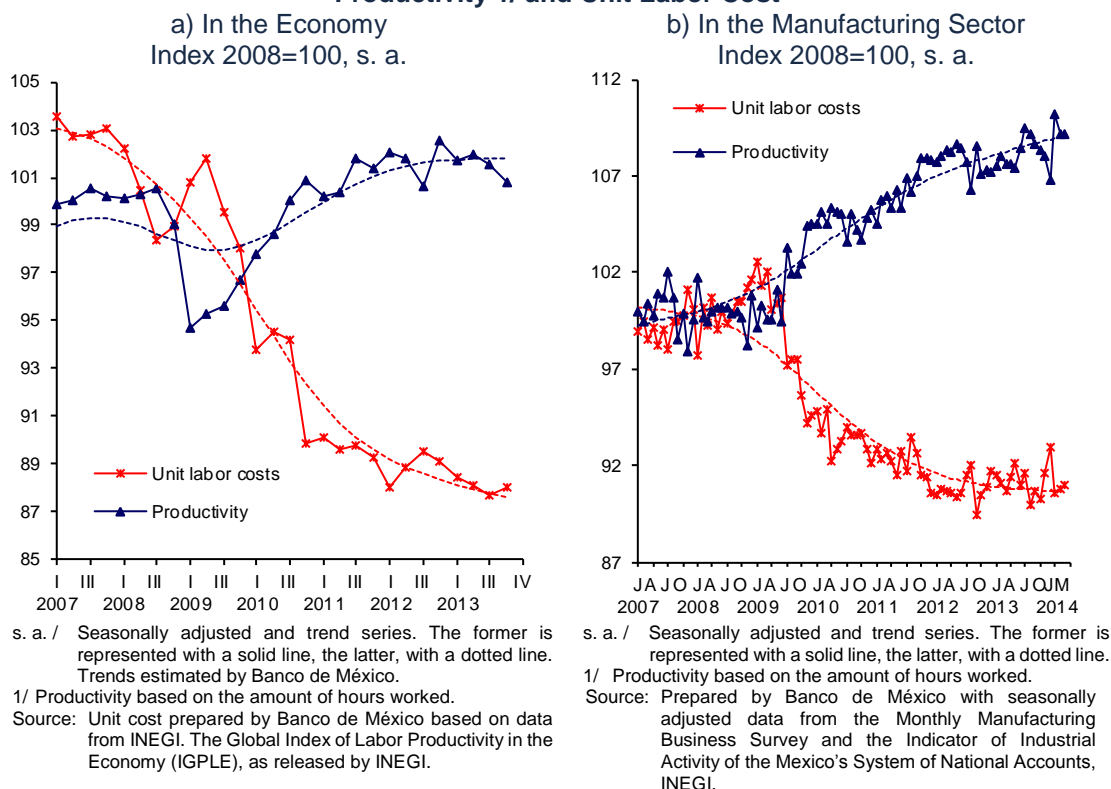 Productivity 1/ and Unit Labor Cost
a) In the Economy
Index 2008=100, s. a.
105
103
101
99
97
95
93
91
89
87
85
Unit labor costs
Productivity
I III I III I III I III I III I III I III IV
2007 2008 2009 2010 2011 2012 2013
s. a. / Seasonally adjusted and trend series. The former is
represented with a solid line, the latter, with a dotted line.
Trends estimated by Banco de México.
1/ Productivity based on the amount of hours worked.
Source: Unit cost prepared by Banco de México based on data
from INEGI. The Global Index of Labor Productivity in the
Economy (IGPLE), as released by INEGI.
b) In the Manufacturing Sector
Index 2008=100, s. a.
112
107
102
97
92
87
Unit labor costs
Productivity
J A J O J A J O J A J O J A J O J A J O J A J O J A J O J M
2007 2008 2009 2010 2011 2012 2013 2014
s. a. / Seasonally adjusted and trend series. The former is
represented with a solid line, the latter, with a dotted line.
1/ Productivity based on the amount of hours worked.
Source: Prepared by Banco de México with seasonally
adjusted data from the Monthly Manufacturing
Business Survey and the Indicator of Industrial
Activity of the Mexico's System of National Accounts,
INEGI.